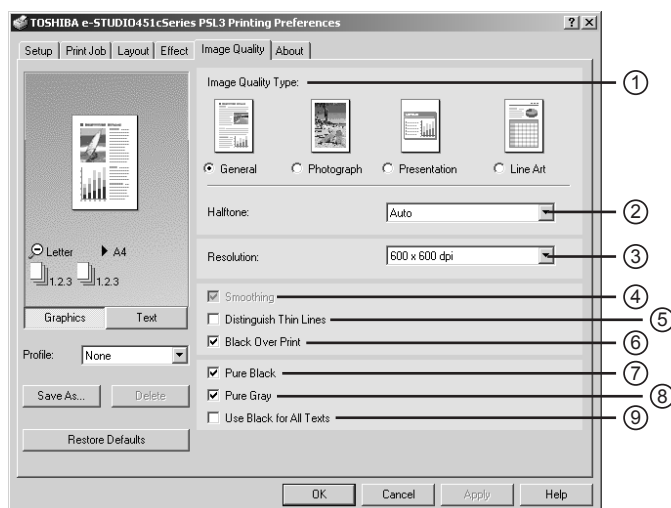 TOSHIBA e-STUDIO451cSeries PSL3 Printing Preferences
Setup Print Job Layout Effect Image Quality About
Image Quality Type: 1
General Photograph Presentation Line Art
Halftone: Auto 2
Letter A4
1.2.3 1.2.3
Resolution: 600 x 600 dpi 3
Graphics Text
Smoothing 4
Distinguish Thin Lines 5
Black Over Print 6
Profile: None
Pure Black 7
Save As... Delete
Pure Gray 8
Use Black for All Texts 9
Restore Defaults
OK Cancel Apply Help